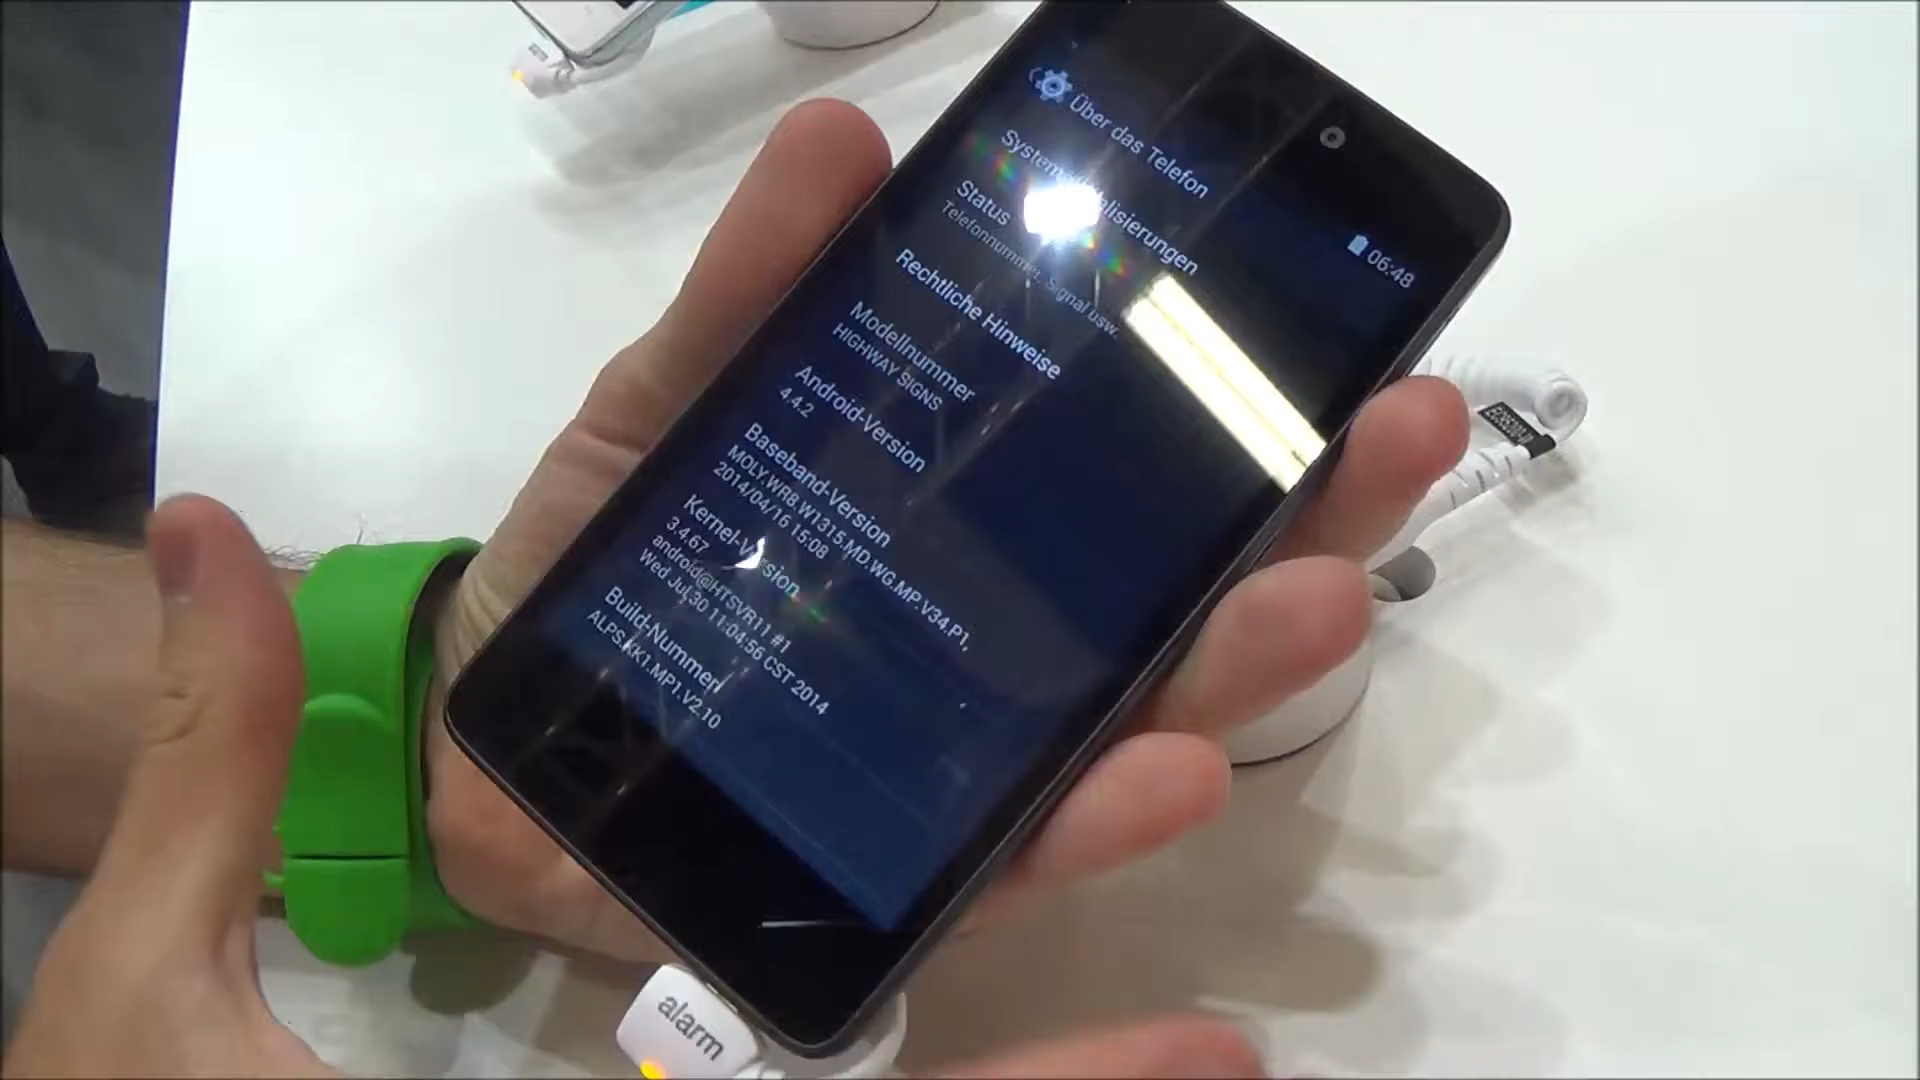 Über das Telefon
06:48
Status
Telefonnummer, Signal usw.
Rechtliche Hinweise
Modellnummer
HIGHWAY SIGNS
Android-Version
4.4.2
Baseband-Version
MOLY.WR8.W1315.MD.WG.MP.V34.P1,
2014/04/16 15:08
3.4.67
android@HTSVR11 #1
Wed Jul 30 11:04:56 CST 2014
Build-Nummer
ALPS.KK1.MP1.V2.10
alarm